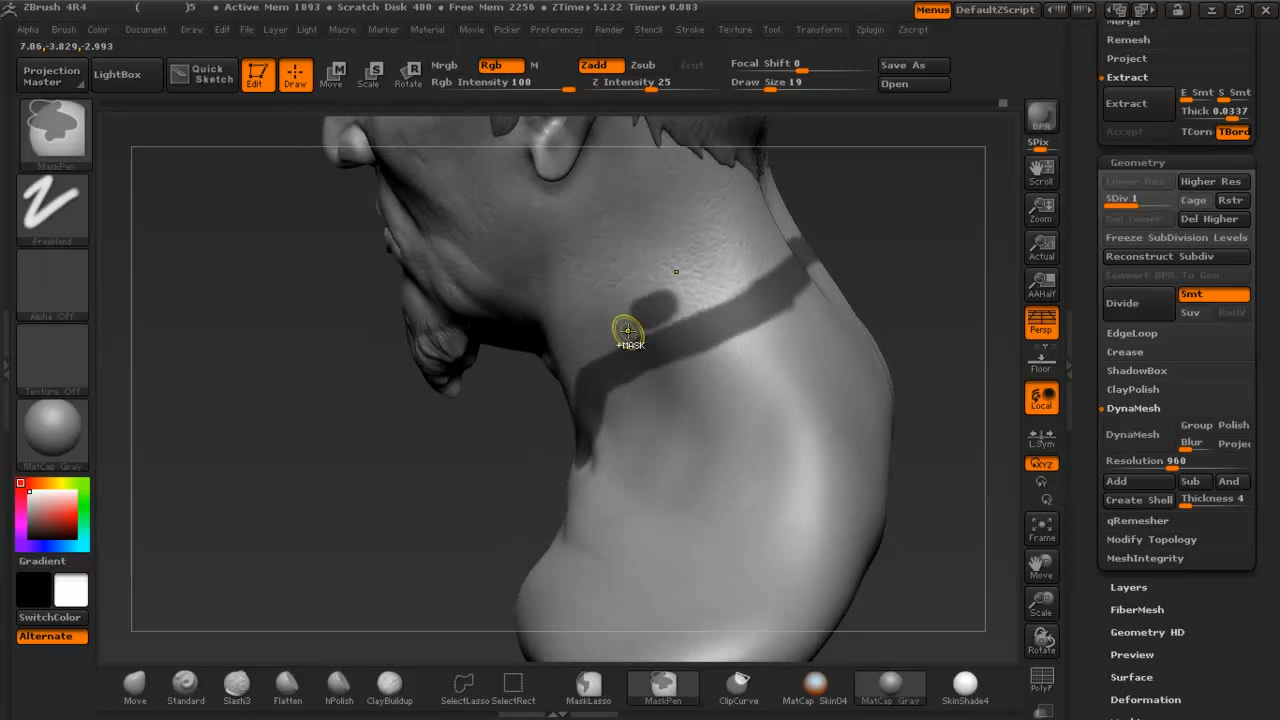 ZBrush 4R4 ( )5 • Active Mem 1093 • Scratch Disk 400 • Free Mem 2256 • ZTime▸5.122 Timer▸0.083 Menus DefaultZScript
Alpha Brush Color Document Draw Edit File Layer Light Macro Marker Material Movie Picker Preferences Render Stencil Stroke Texture Tool Transform Zplugin Zscript
7.06,-3.829,-2.993
Projection Master
LightBox
Quick Sketch
Edit
Draw
Move
Scale
Rotate
Mrgb Rgb M
Rgb Intensity 100
Zadd Zsub Zcut
Z Intensity 25
Focal Shift 0
Draw Size 19
Save As
Open
MaskPen
FreeHand
Alpha Off
Texture Off
MatCap Gray
Gradient
SwitchColor
Alternate
+MASK
BPR
SPix
Scroll
Zoom
Actual
AAHalf
Persp
Floor
Local
L.Sym
XYZ
Y
Z
Frame
Move
Scale
Rotate
PolyF
Merge
Remesh
Project
Extract
Extract E Smt S Smt
Thick 0.0337
Accept TCorn TBord
Geometry
Lower Res Higher Res
SDiv 1 Cage Rstr
Del Lower Del Higher
Freeze SubDivision Levels
Reconstruct Subdiv
Convert BPR To Geo
Divide Smt
Suv ReUV
EdgeLoop
Crease
ShadowBox
ClayPolish
DynaMesh
DynaMesh Group Polish
Blur Projec
Resolution 960
Add Sub And
Create Shell Thickness 4
qRemesher
Modify Topology
MeshIntegrity
Layers
FiberMesh
Geometry HD
Preview
Surface
Deformation
Move Standard Slash3 Flatten hPolish ClayBuildup SelectLasso SelectRect MaskLasso MaskPen ClipCurve MatCap Skin04 MatCap Gray SkinShade4